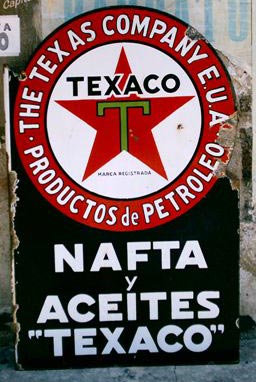 THE TEXAS COMPANY E.U.A.
TEXACO
T
MARCA REGISTRADA
PRODUCTOS de PETROLEO
NAFTA
y
ACEITES
"TEXACO"